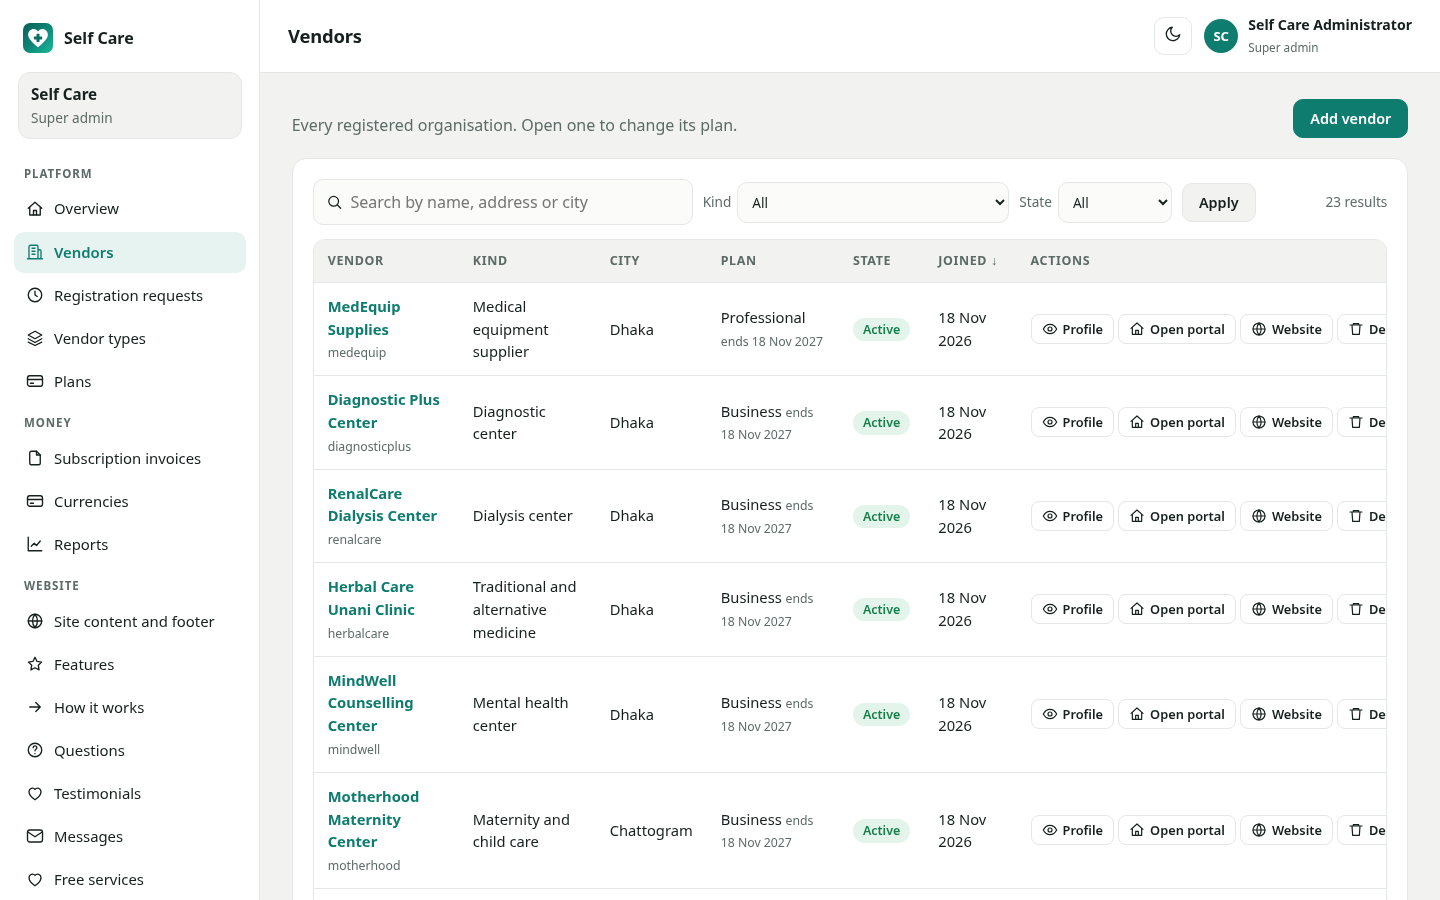 Self Care
Self Care
Super admin
PLATFORM
Overview
Vendors
Registration requests
Vendor types
Plans
MONEY
Subscription invoices
Currencies
Reports
WEBSITE
Site content and footer
Features
How it works
Questions
Testimonials
Messages
Free services
Vendors
SC
Self Care Administrator
Super admin
Every registered organisation. Open one to change its plan.
Add vendor
Search by name, address or city
Kind All State All Apply 23 results
VENDOR KIND CITY PLAN STATE JOINED ↓ ACTIONS
MedEquip
Supplies
medequip
Medical
equipment
supplier
Dhaka
Professional
ends 18 Nov 2027
Active
18 Nov
2026
Profile Open portal Website De
Diagnostic Plus
Center
diagnosticplus
Diagnostic
center
Dhaka
Business ends
18 Nov 2027
Active
18 Nov
2026
Profile Open portal Website De
RenalCare
Dialysis Center
renalcare
Dialysis center
Dhaka
Business ends
18 Nov 2027
Active
18 Nov
2026
Profile Open portal Website De
Herbal Care
Unani Clinic
herbalcare
Traditional and
alternative
medicine
Dhaka
Business ends
18 Nov 2027
Active
18 Nov
2026
Profile Open portal Website De
MindWell
Counselling
Center
mindwell
Mental health
center
Dhaka
Business ends
18 Nov 2027
Active
18 Nov
2026
Profile Open portal Website De
Motherhood
Maternity
Center
motherhood
Maternity and
child care
Chattogram
Business ends
18 Nov 2027
Active
18 Nov
2026
Profile Open portal Website De